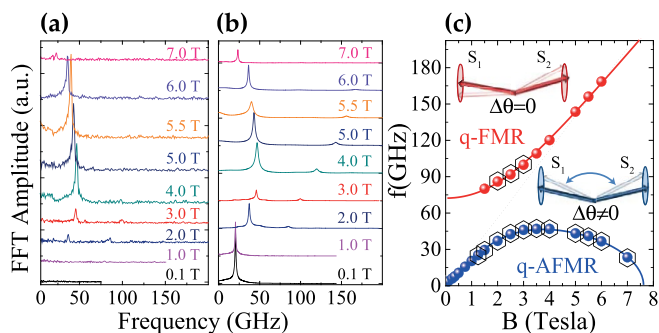 (a)
(b)
(c)
FFT Amplitude (a.u.)
7.0 T
6.0 T
5.5 T
5.0 T
4.0 T
3.0 T
2.0 T
1.0 T
0.1 T
0 50 100 150
7.0 T
6.0 T
5.5 T
5.0 T
4.0 T
3.0 T
2.0 T
1.0 T
0.1 T
0 50 100 150
Frequency (GHz)
f(GHz)
180
150
120
90
60
30
0
S1 S2
Δθ=0
q-FMR
S1 S2
Δθ≠0
q-AFMR
0 1 2 3 4 5 6 7 8
B (Tesla)